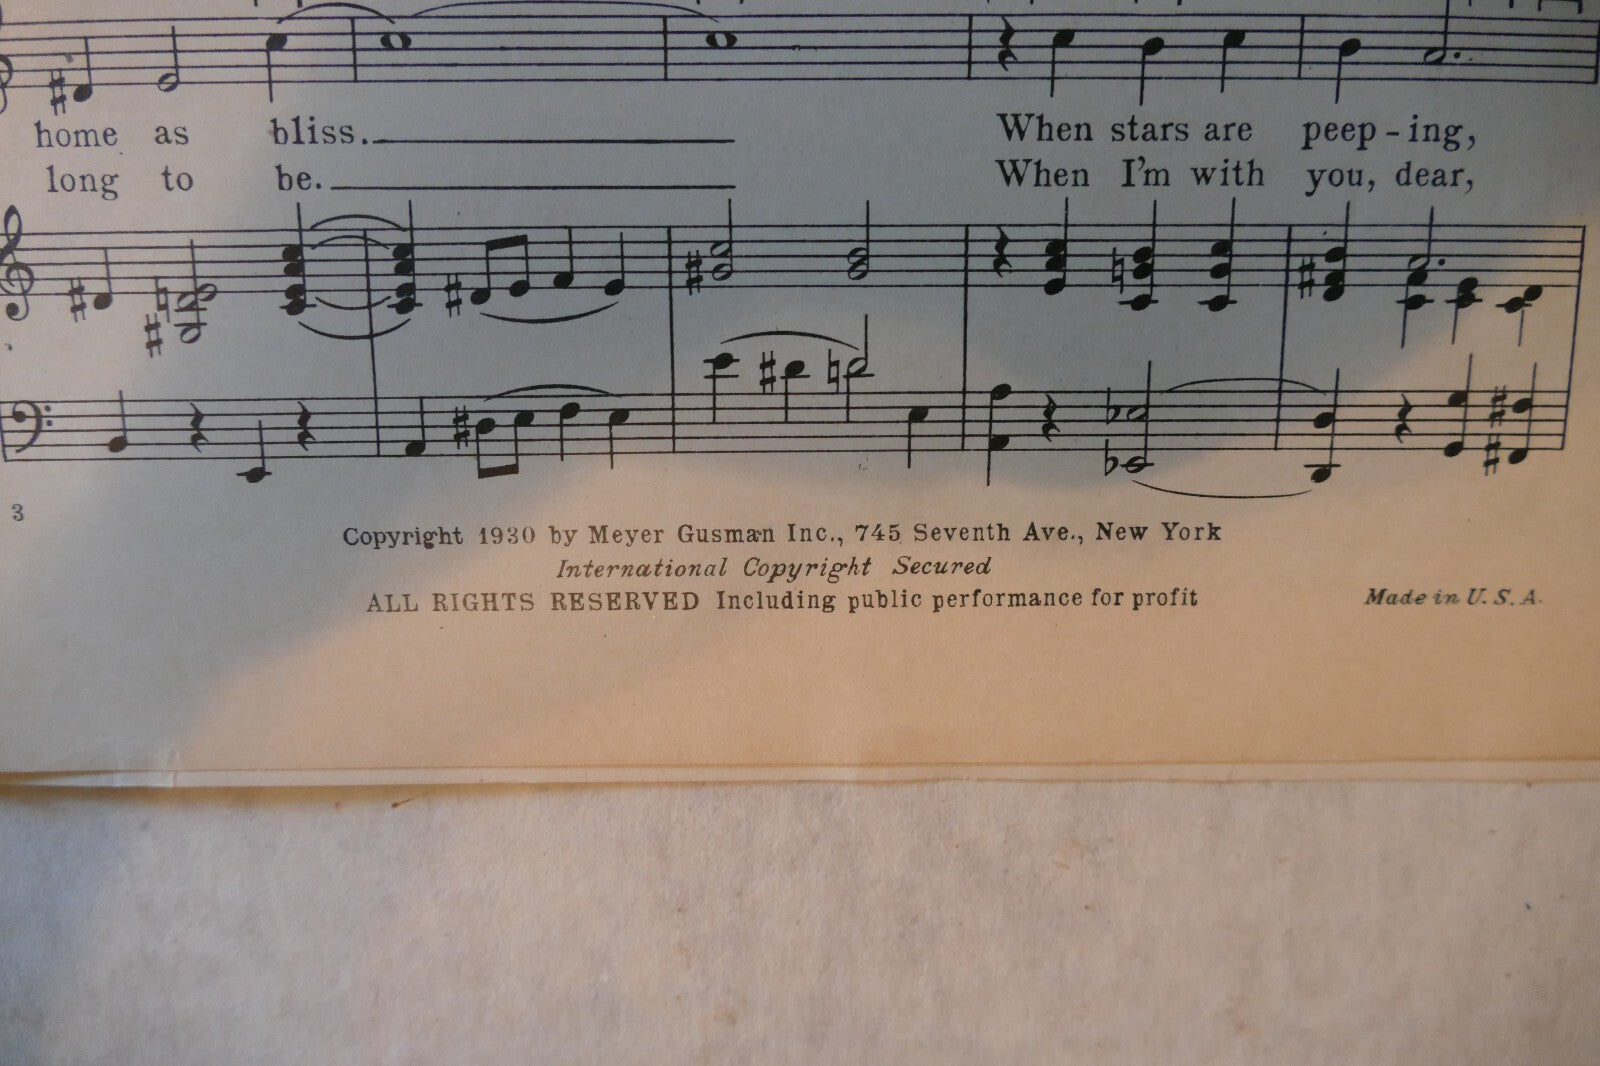 home as bliss.
When stars are peep - ing,
long to be.
When I'm with you, dear,
3
Copyright 1930 by Meyer Gusman Inc., 745 Seventh Ave., New York
International Copyright Secured
ALL RIGHTS RESERVED Including public performance for profit
Made in U. S. A.